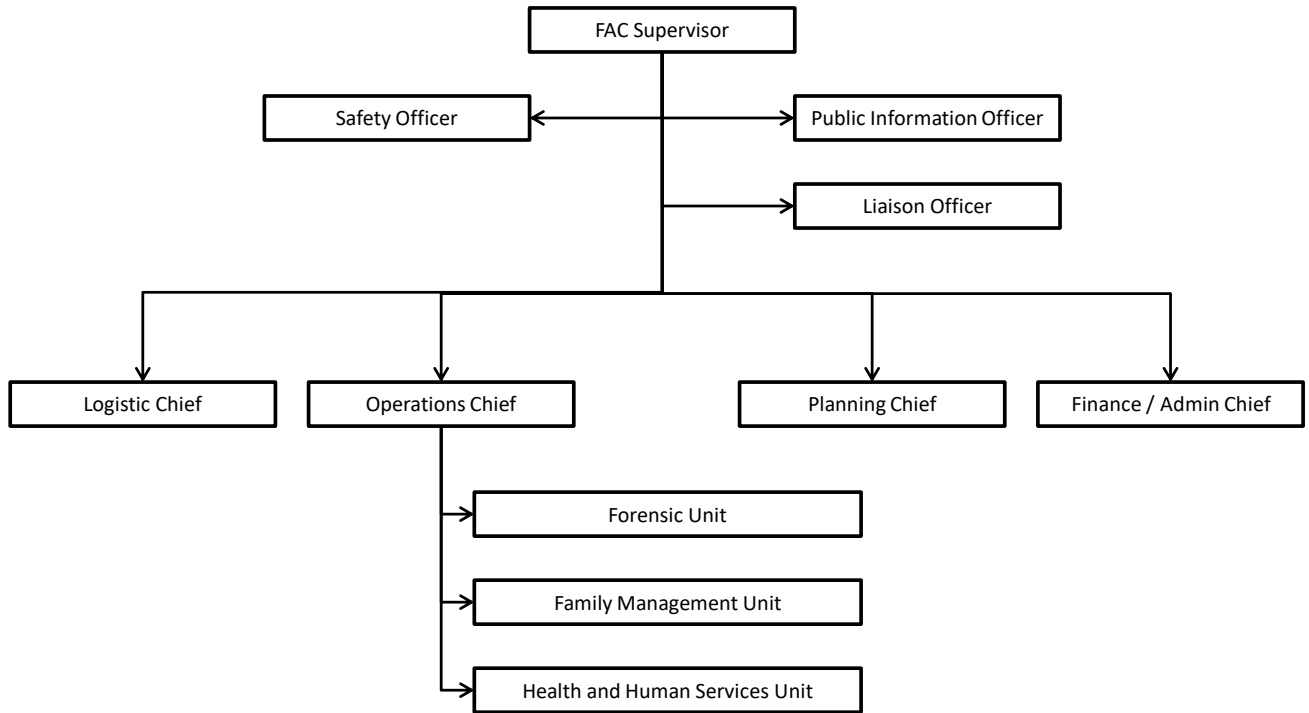 FAC Supervisor
Safety Officer
Public Information Officer
Liaison Officer
Logistic Chief
Operations Chief
Planning Chief
Finance / Admin Chief
Forensic Unit
Family Management Unit
Health and Human Services Unit